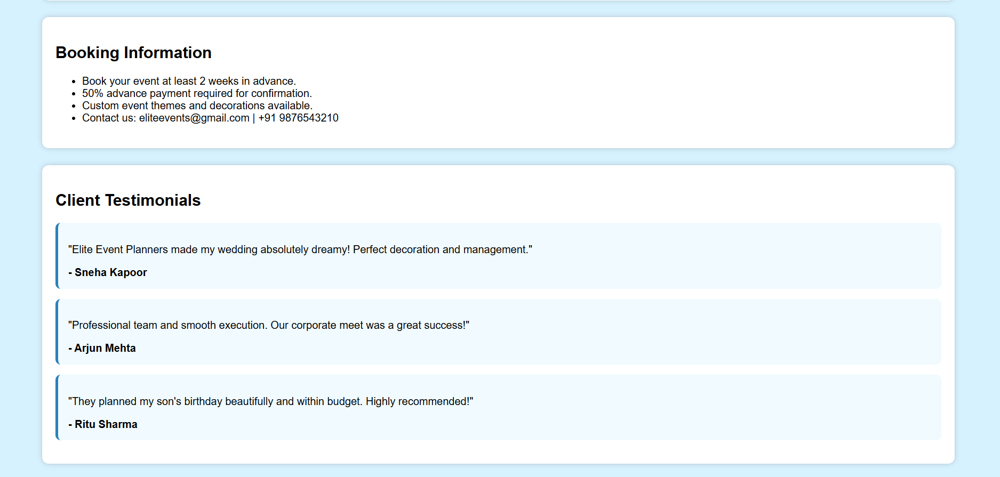 Booking Information
Book your event at least 2 weeks in advance.
50% advance payment required for confirmation.
Custom event themes and decorations available.
Contact us: eliteevents@gmail.com | +91 9876543210
Client Testimonials
"Elite Event Planners made my wedding absolutely dreamy! Perfect decoration and management."
- Sneha Kapoor
"Professional team and smooth execution. Our corporate meet was a great success!"
- Arjun Mehta
"They planned my son's birthday beautifully and within budget. Highly recommended!"
- Ritu Sharma